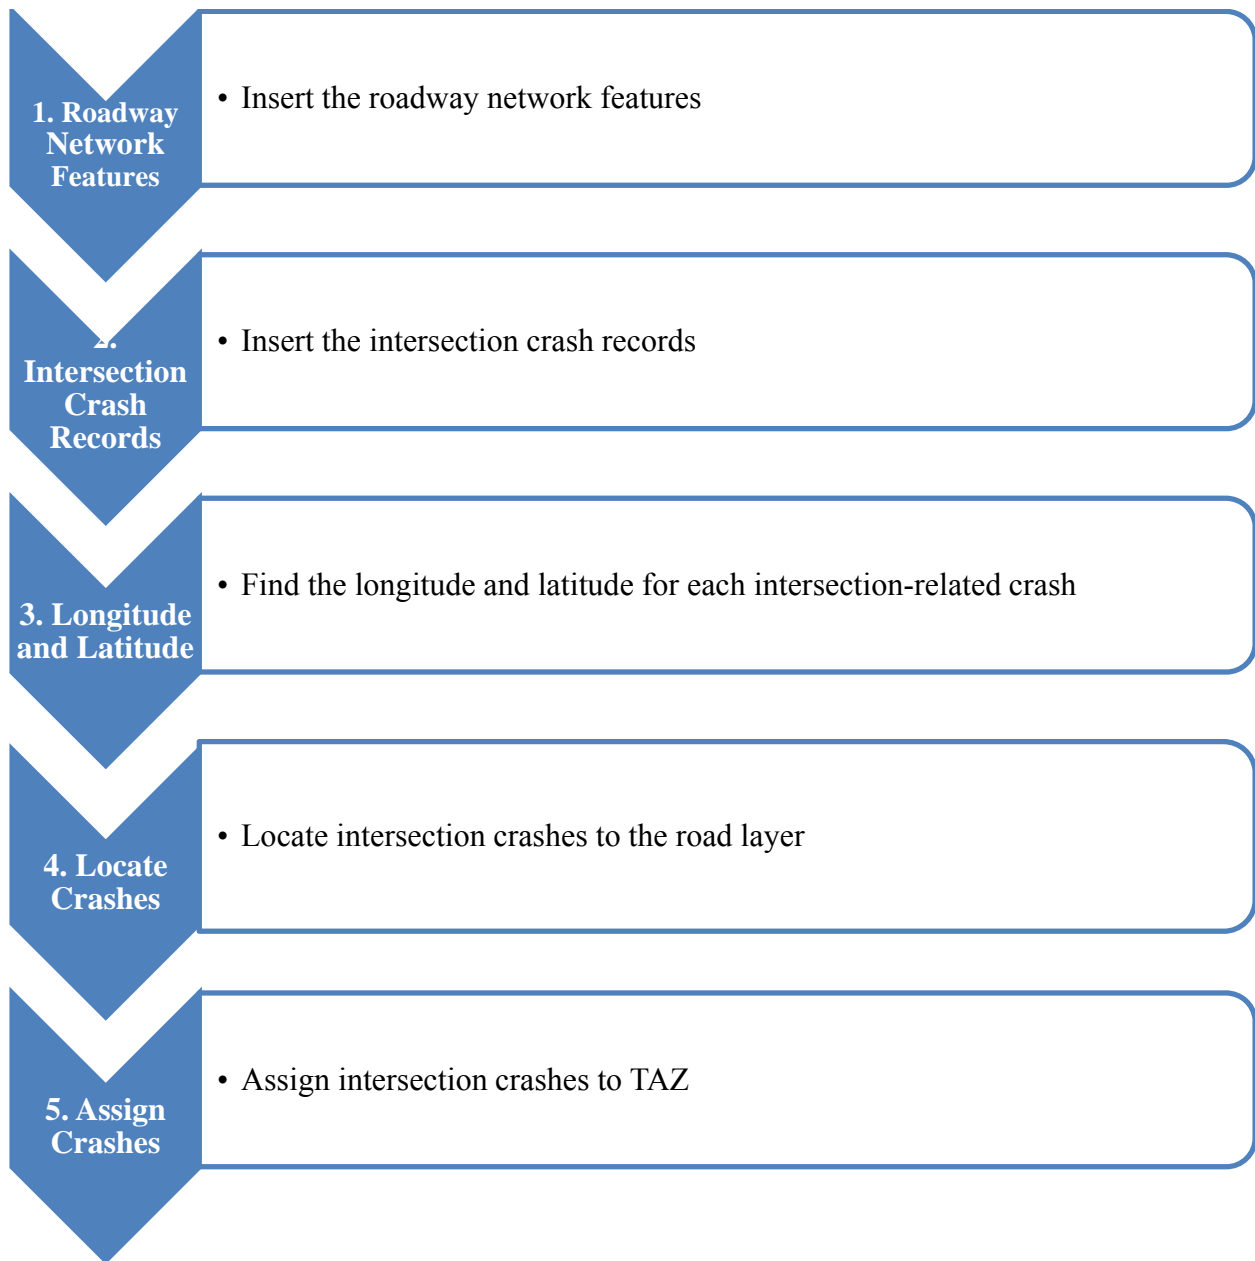 1. Roadway
Network
Features
• Insert the roadway network features
2.
Intersection
Crash
Records
• Insert the intersection crash records
3. Longitude
and Latitude
• Find the longitude and latitude for each intersection-related crash
4. Locate
Crashes
• Locate intersection crashes to the road layer
5. Assign
Crashes
• Assign intersection crashes to TAZ